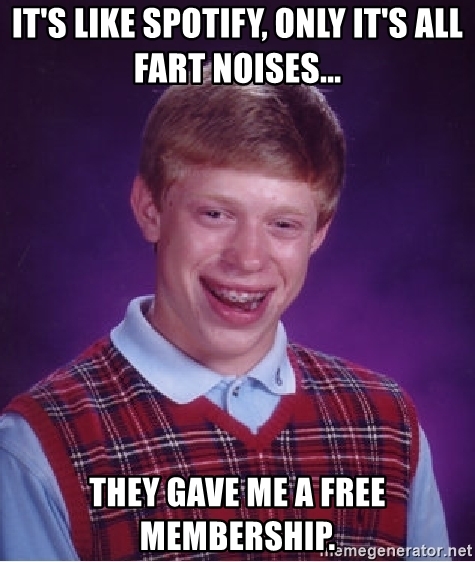 IT'S LIKE SPOTIFY, ONLY IT'S ALL
FART NOISES...
THEY GAVE ME A FREE
MEMBERSHIP.
memegenerator.net